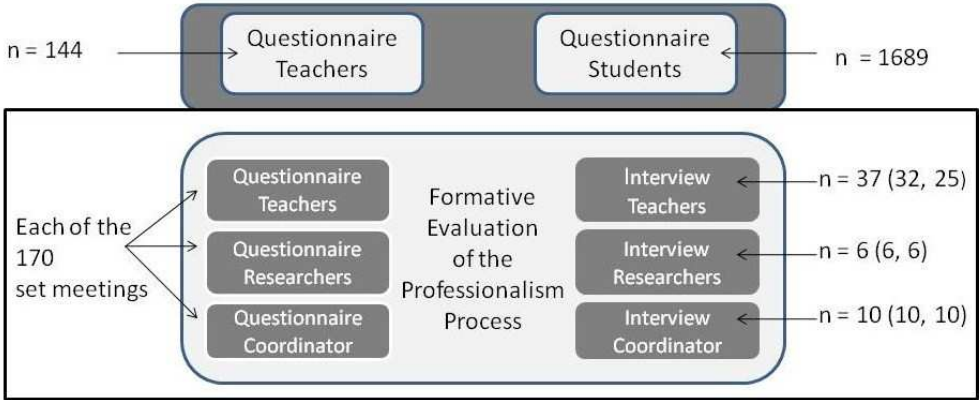 n = 144
Questionnaire
Teachers
Questionnaire
Students
n = 1689
Each of the
170
set meetings
Questionnaire
Teachers
Questionnaire
Researchers
Questionnaire
Coordinator
Formative
Evaluation
of the
Professionalism
Process
Interview
Teachers
Interview
Researchers
Interview
Coordinator
n = 37 (32, 25)
n = 6 (6, 6)
n = 10 (10, 10)